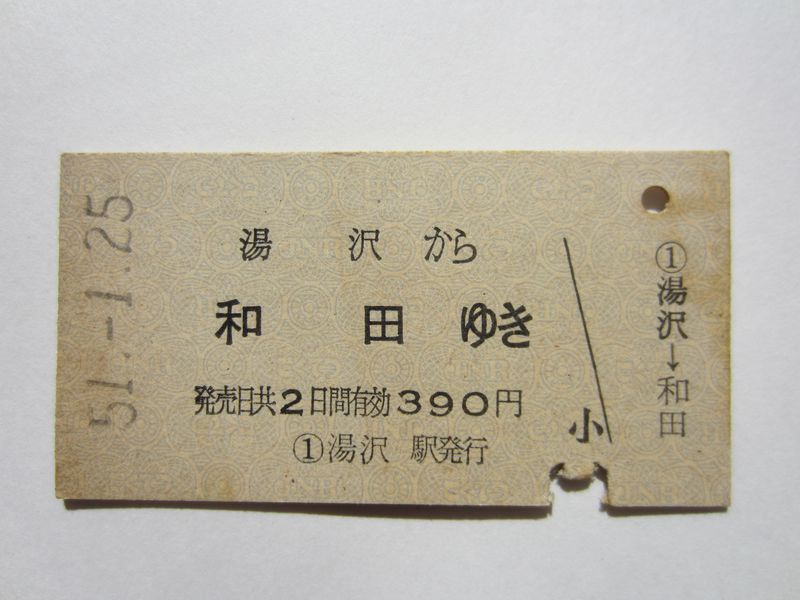 51.-1.25
湯沢から
和田ゆき
発売日共2日間有効390円
①湯沢 駅発行
小
①湯沢→和田